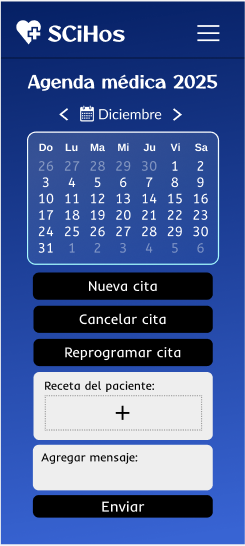 SCiHos
Agenda médica 2025
< Diciembre >
Do Lu Ma Mi Ju Vi Sa
26 27 28 29 30 1 2
3 4 5 6 7 8 9
10 11 12 13 14 15 16
17 18 19 20 21 22 23
24 25 26 27 28 29 30
31 1 2 3 4 5 6
Nueva cita
Cancelar cita
Reprogramar cita
Receta del paciente:
+
Agregar mensaje:
Enviar